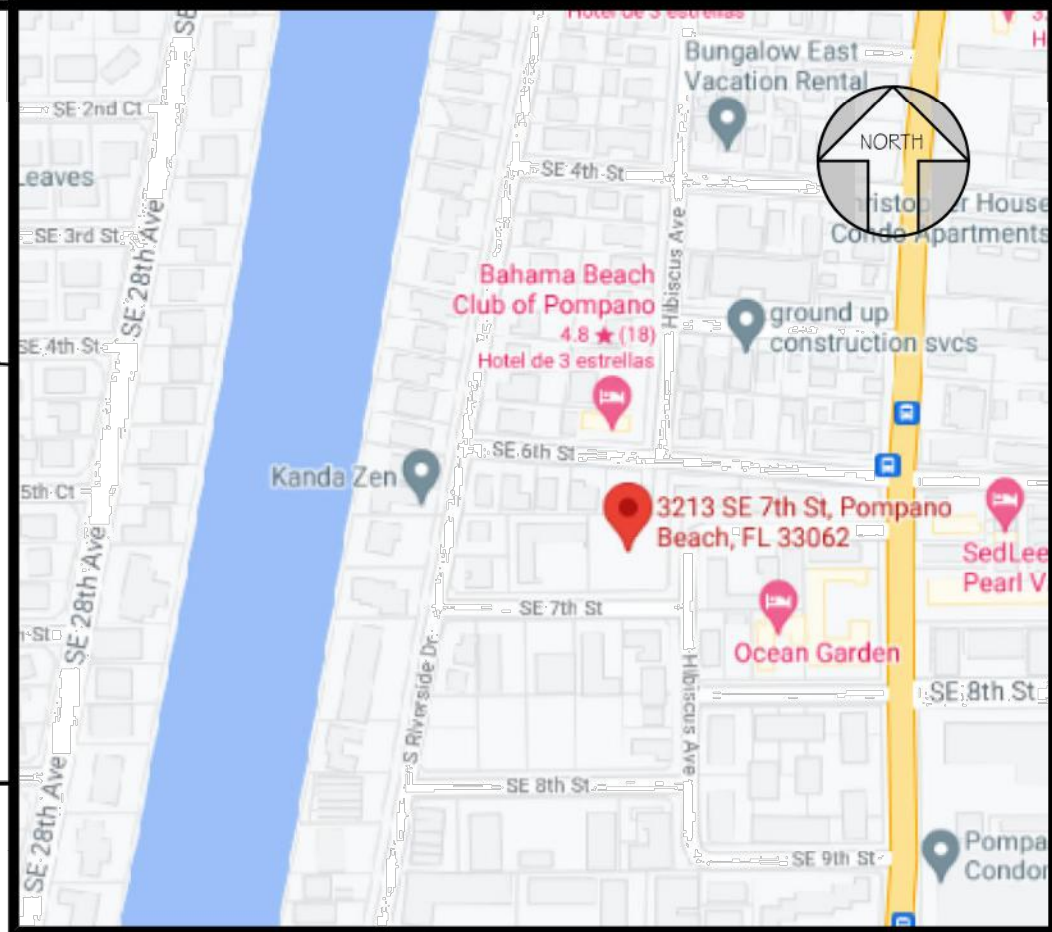 Hotel de 3 estrellas
Bungalow East
Vacation Rental
SE 2nd Ct
NORTH
SE 4th St
Leaves
Hibiscus Ave
SE 3rd St
SE 28th Ave
House
Condo Apartments
Bahama Beach
Club of Pompano
4.8 ★ (18)
Hotel de 3 estrellas
ground up
construction svcs
SE 4th St
SE 6th St
Kanda Zen
5th Ct
3213 SE 7th St, Pompano
Beach, FL 33062
SE 28th Ave
SedLee
Pearl V
SE 7th St
Ocean Garden
S Riverside Dr
Hibiscus Ave
SE 8th St
SE 8th St
SE 28th Ave
SE 9th St
Pompa
Condor